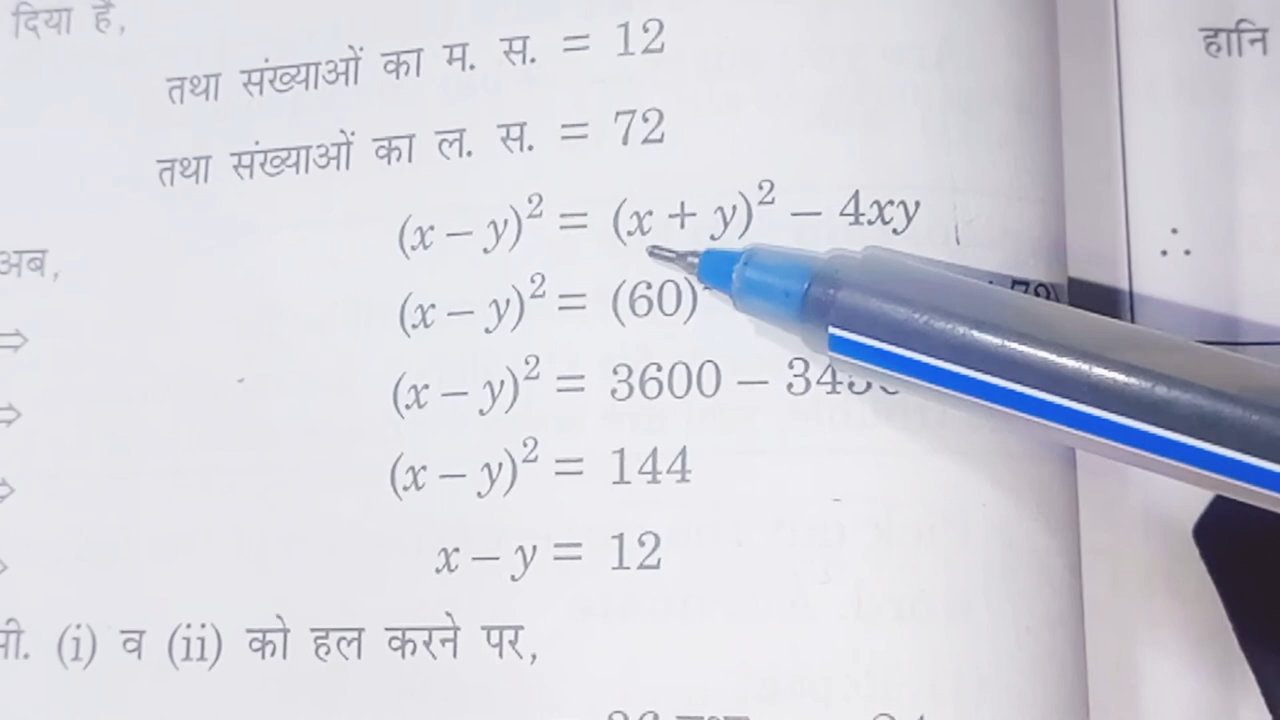 दिया है,
तथा संख्याओं का म. स. = 12
तथा संख्याओं का ल. स. = 72
अब, (x – y)² = (x + y)² – 4xy
⇒ (x – y)² = (60)
⇒ (x – y)² = 3600 – 34
⇒ (x – y)² = 144
⇒ x – y = 12
(i) व (ii) को हल करने पर,
हानि
∴